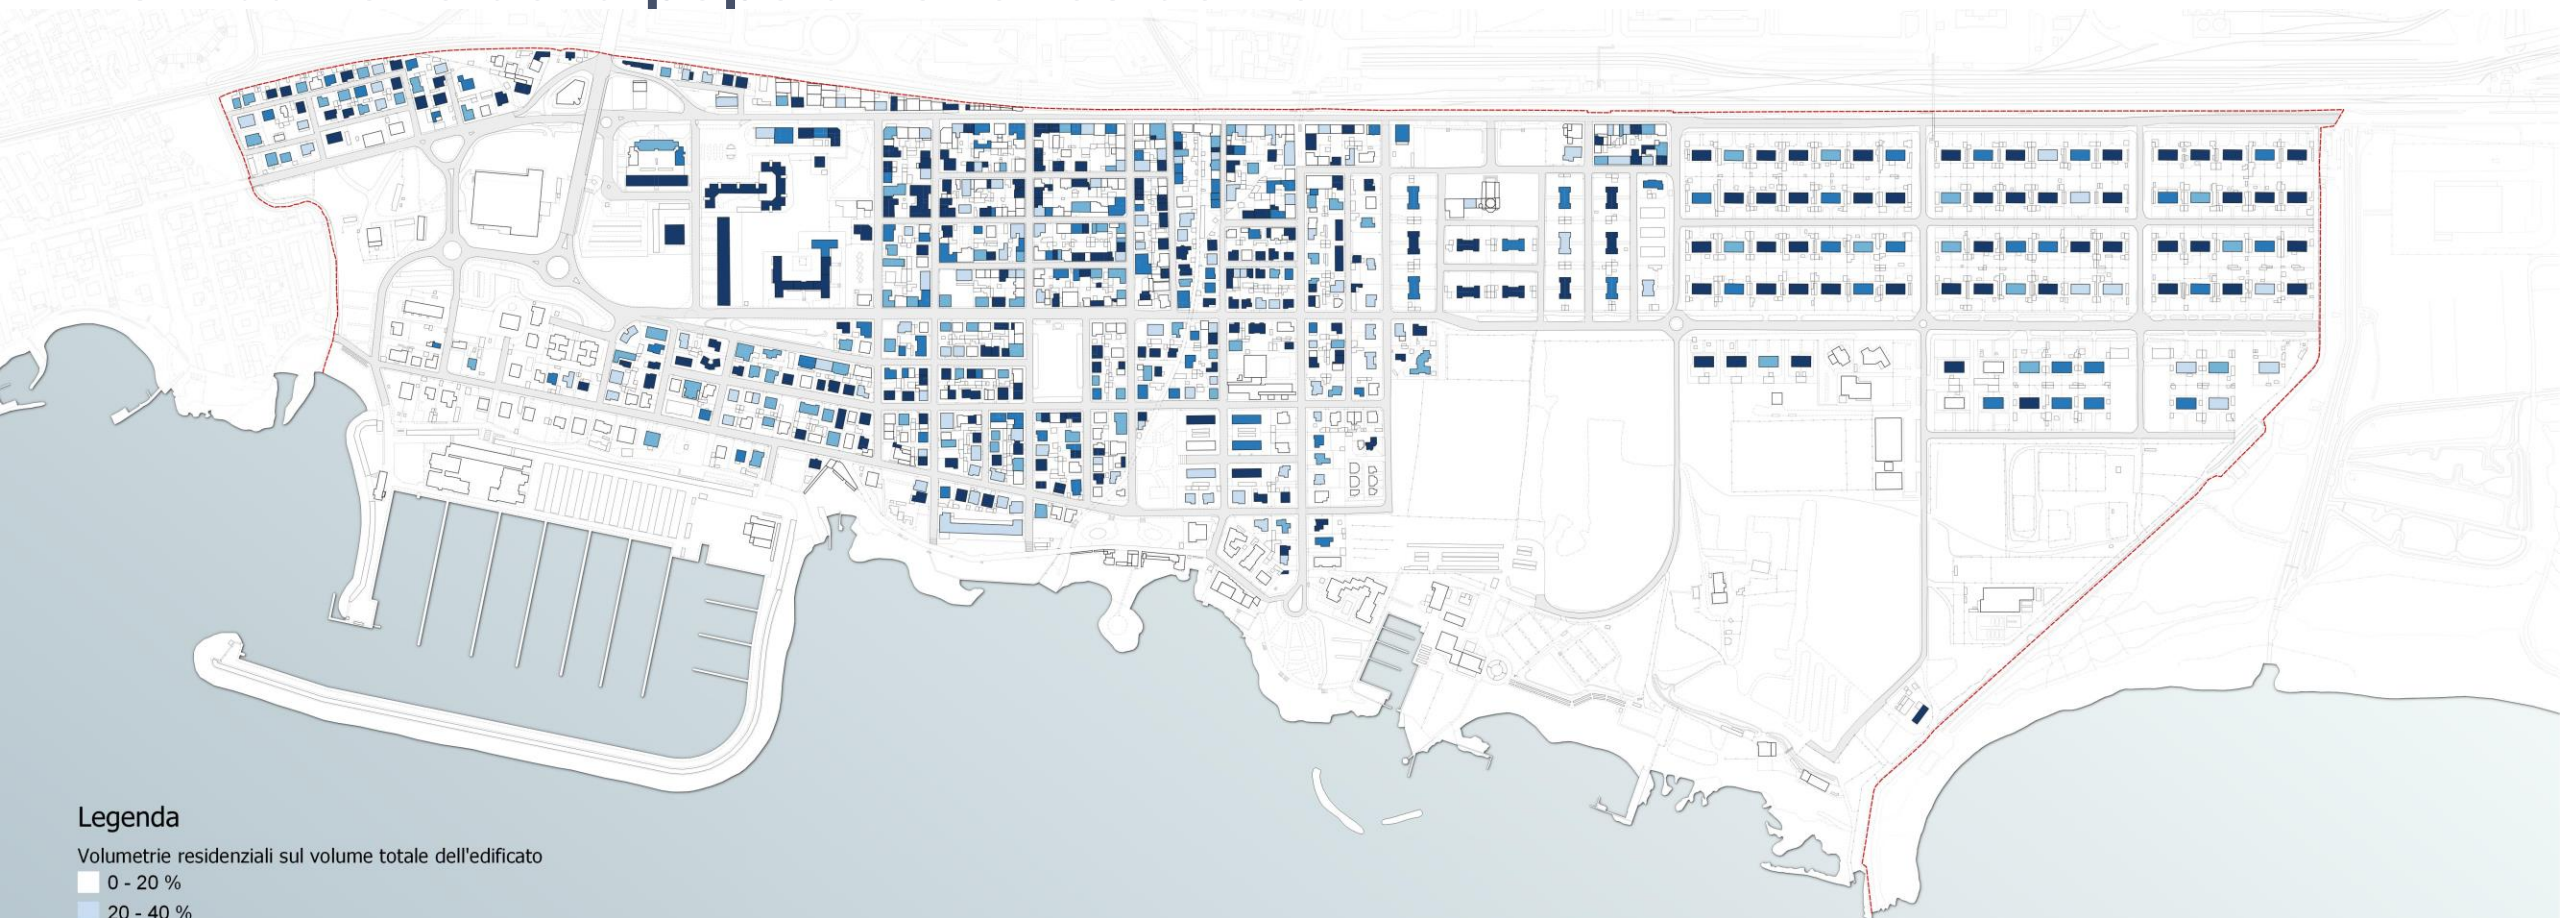 Legenda
Volumetrie residenziali sul volume totale dell'edificato
0 - 20 %
20 - 40 %